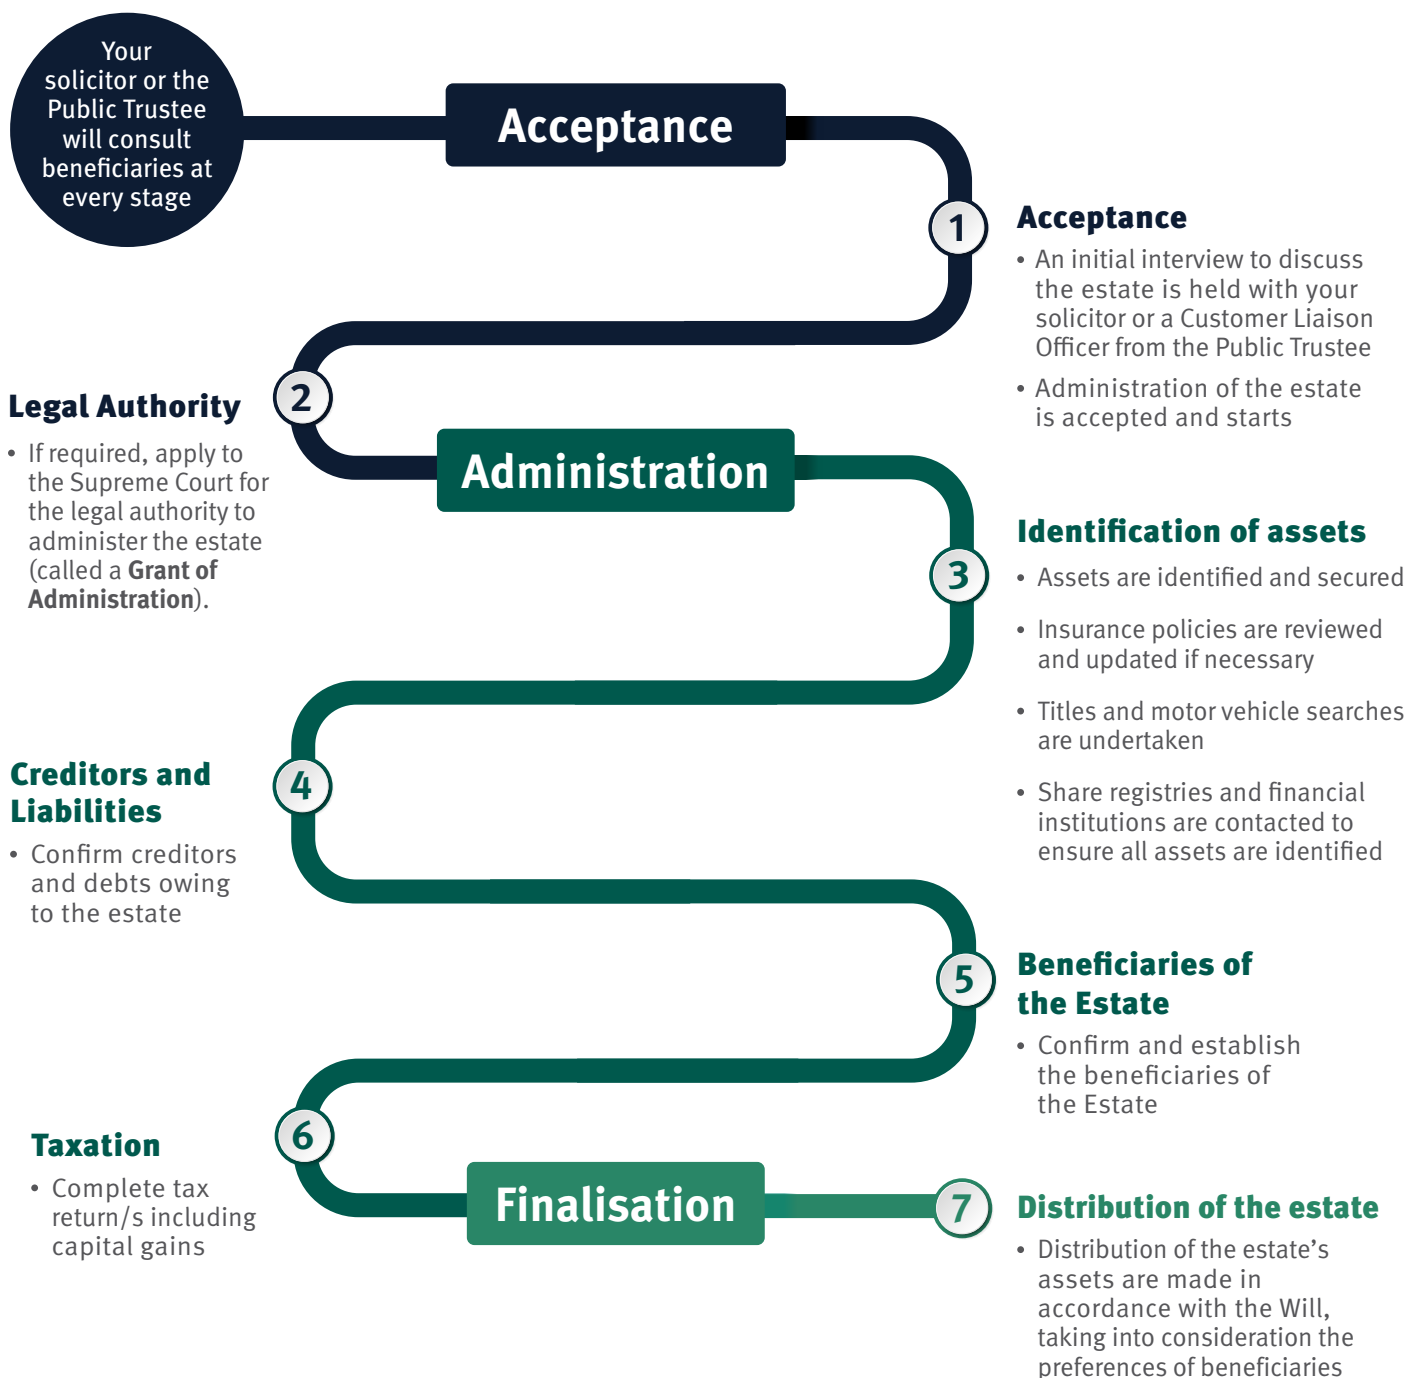 Your
solicitor or the
Public Trustee
will consult
beneficiaries at
every stage
Acceptance
1
Acceptance
• An initial interview to discuss
the estate is held with your
solicitor or a Customer Liaison
Officer from the Public Trustee
• Administration of the estate
is accepted and starts
2
Legal Authority
• If required, apply to
the Supreme Court for
the legal authority to
administer the estate
(called a Grant of
Administration).
Administration
3
Identification of assets
• Assets are identified and secured
• Insurance policies are reviewed
and updated if necessary
• Titles and motor vehicle searches
are undertaken
• Share registries and financial
institutions are contacted to
ensure all assets are identified
4
Creditors and
Liabilities
• Confirm creditors
and debts owing
to the estate
5
Beneficiaries of
the Estate
• Confirm and establish
the beneficiaries of
the Estate
6
Taxation
• Complete tax
return/s including
capital gains
Finalisation
7
Distribution of the estate
• Distribution of the estate’s
assets are made in
accordance with the Will,
taking into consideration the
preferences of beneficiaries